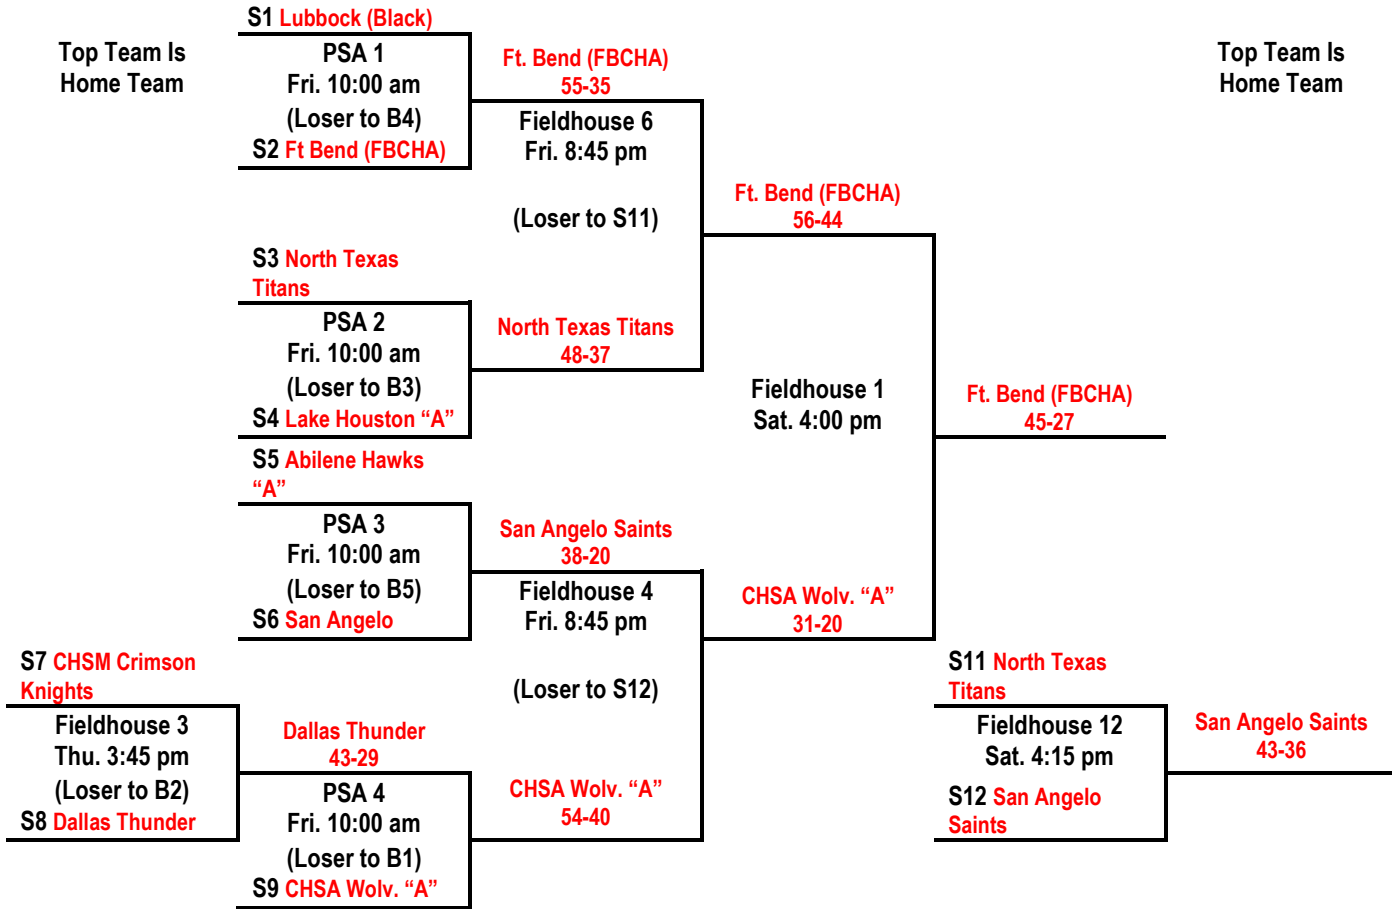 S1 Lubbock (Black)
Top Team Is
Home Team
PSA 1
Fri. 10:00 am
(Loser to B4)
S2 Ft Bend (FBCHA)
Ft. Bend (FBCHA)
55-35
Fieldhouse 6
Fri. 8:45 pm
(Loser to S11)
Top Team Is
Home Team
Ft. Bend (FBCHA)
56-44
S3 North Texas
Titans
PSA 2
Fri. 10:00 am
(Loser to B3)
S4 Lake Houston “A”
North Texas Titans
48-37
Fieldhouse 1
Sat. 4:00 pm
Ft. Bend (FBCHA)
45-27
S5 Abilene Hawks
“A”
PSA 3
Fri. 10:00 am
(Loser to B5)
S6 San Angelo
San Angelo Saints
38-20
Fieldhouse 4
Fri. 8:45 pm
(Loser to S12)
CHSA Wolv. “A”
31-20
S7 CHSM Crimson
Knights
Fieldhouse 3
Thu. 3:45 pm
(Loser to B2)
S8 Dallas Thunder
Dallas Thunder
43-29
PSA 4
Fri. 10:00 am
(Loser to B1)
S9 CHSA Wolv. “A”
CHSA Wolv. “A”
54-40
S11 North Texas
Titans
Fieldhouse 12
Sat. 4:15 pm
S12 San Angelo
Saints
San Angelo Saints
43-36